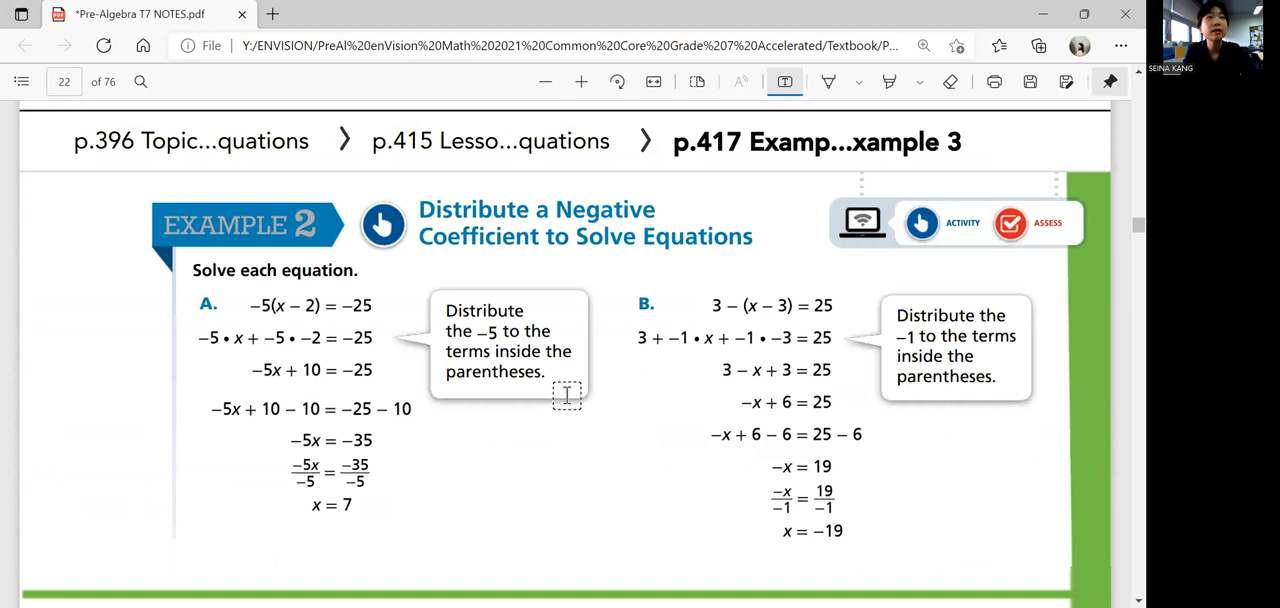 *Pre-Algebra T7 NOTES.pdf
File Y:/ENVISION/PreAl%20enVision%20Math%202021%20Common%20Core%20Grade%207%20Accelerated/Textbook/P...
22 of 76
SEINA KANG
p.396 Topic...quations p.415 Lesso...quations p.417 Examp...xample 3
EXAMPLE 2
Distribute a Negative
Coefficient to Solve Equations
ACTIVITY ASSESS
Solve each equation.
A. −5(x − 2) = −25
−5 • x + −5 • −2 = −25
−5x + 10 = −25
−5x + 10 − 10 = −25 − 10
−5x = −35
−5x/−5 = −35/−5
x = 7
Distribute
the −5 to the
terms inside the
parentheses.
B. 3 − (x − 3) = 25
3 + −1 • x + −1 • −3 = 25
3 − x + 3 = 25
−x + 6 = 25
−x + 6 − 6 = 25 − 6
−x = 19
−x/−1 = 19/−1
x = −19
Distribute the
−1 to the terms
inside the
parentheses.